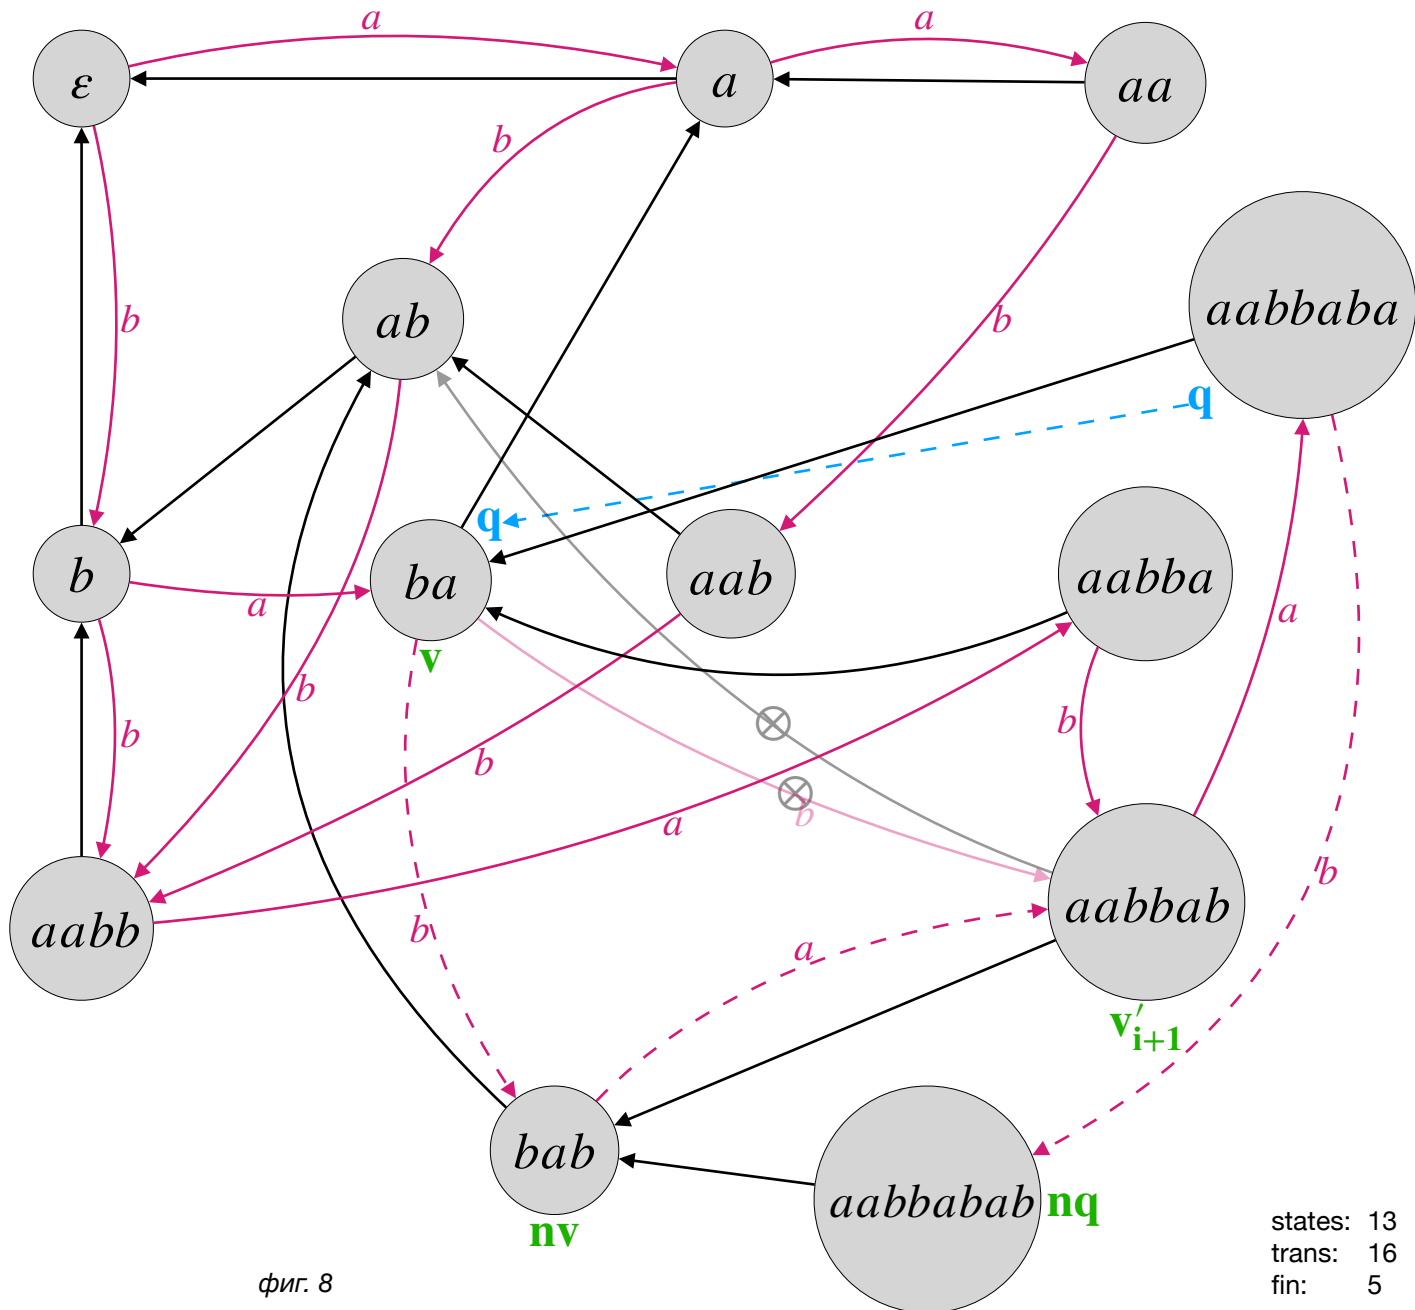 a
a
ε
a
aa
b
b
b
ab
aabbaba
q
q
b
ba
aab
aabba
a
v
a
b
b
b
b
a
b
b
b
a
aabb
aabbab
v′i+1
bab
aabbabab
nq
nv
states: 13
trans: 16
fin: 5
фиг. 8